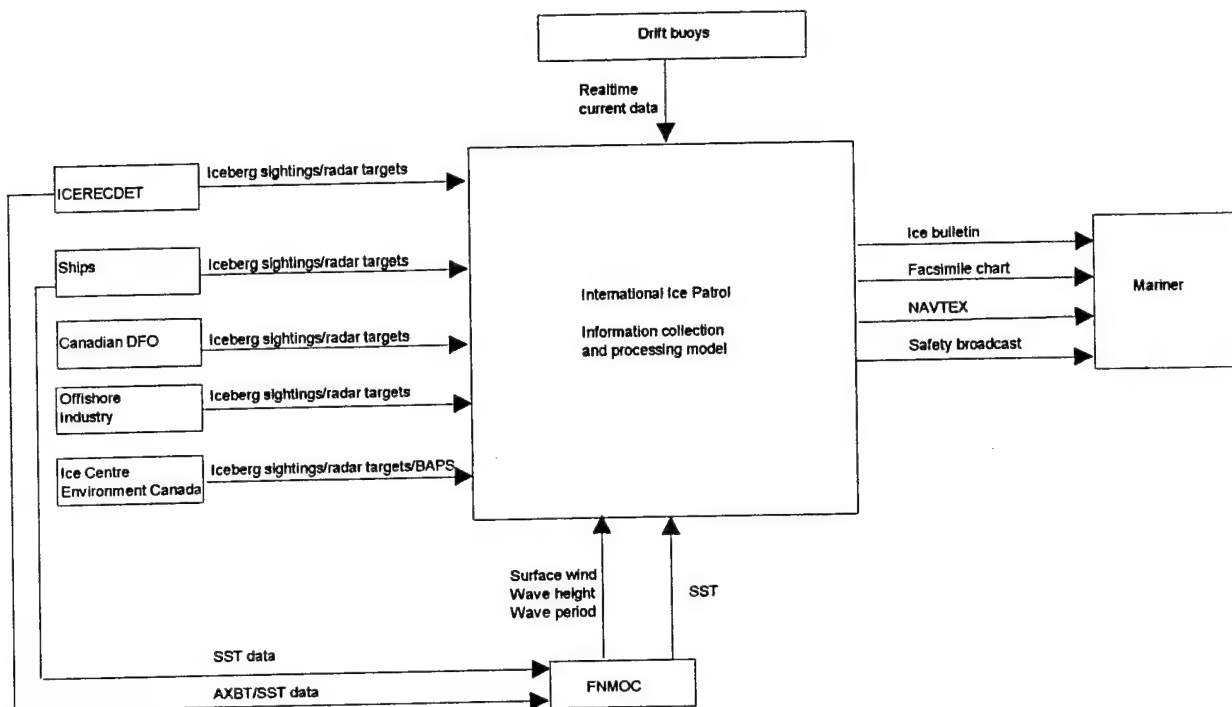 Drift buoys
Realtime
current data
ICERECDET
Iceberg sightings/radar targets
Ships
Iceberg sightings/radar targets
Canadian DFO
Iceberg sightings/radar targets
Offishore
Industry
Iceberg sightings/radar targets
Ice Centre
Environment Canada
Iceberg sightings/radar targets/BAPS
International Ice Patrol
Information collection
and processing model
Ice bulletin
Facsimile chart
NAVTEX
Safety broadcast
Mariner
Surface wind
Wave height
Wave period
SST
SST data
AXBT/SST data
FNMOC